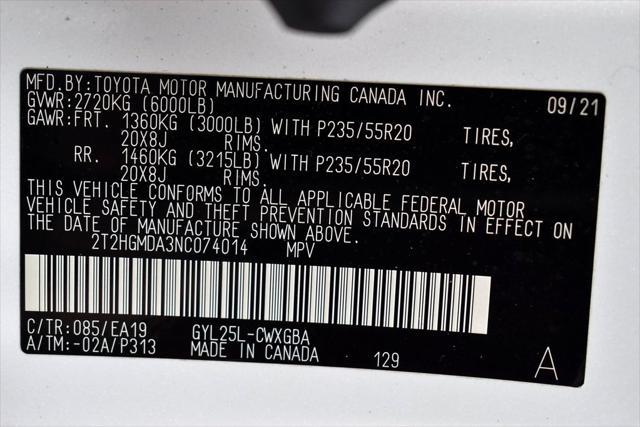 MFD.BY:TOYOTA MOTOR MANUFACTURING CANADA INC. 09/21
GVWR:2720KG (6000LB)
GAWR:FRT. 1360KG (3000LB) WITH P235/55R20 TIRES,
20X8J RIMS.
RR. 1460KG (3215LB) WITH P235/55R20 TIRES,
20X8J RIMS.
THIS VEHICLE CONFORMS TO ALL APPLICABLE FEDERAL MOTOR
VEHICLE SAFETY AND THEFT PREVENTION STANDARDS IN EFFECT ON
THE DATE OF MANUFACTURE SHOWN ABOVE.
2T2HGMDA3NC074014 MPV
C/TR:085/EA19 GYL25L-CWXGBA
A/TM:-02A/P313 MADE IN CANADA 129 A